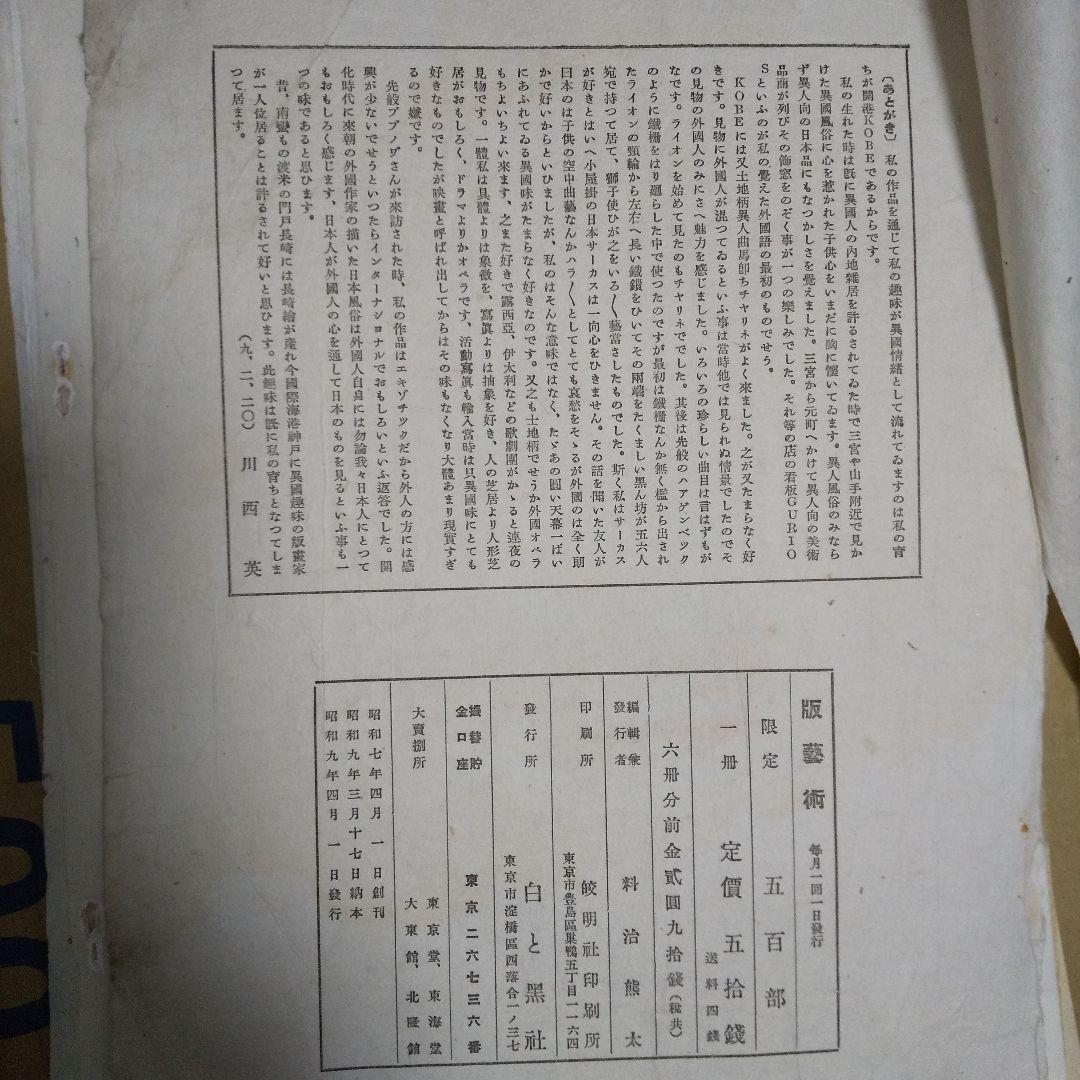 〔あとがき〕 私の作品を通じて私の趣味が異國情緒として流れてゐますのは私の育
ちが開港KOBEであるからです。
私の生れた時は旣に異國人の內地雜居を許るされてゐた時で三宮や山手附近で見か
けた異國風俗に心を惹かれた子供心をいまだに胸に懷いてゐます。異人風俗のみなら
ず異人向の日本品にもなつかしさを覺えました。三宮から元町へかけて異人向の美術
品商が列びその飾窓をのぞく事が一つの樂しみでした。それ等の店の看板GURIO
Sといふのが私の覺えた外國語の最初のものでせう。
KOBEには又土地柄異人曲馬卽ちチヤリネがよく來ました。之が又たまらなく好
きです。見物に外國人が混つてゐるといふ事は當時他では見られぬ情景でしたのでそ
の見物の外國人のみにさへ魅力を感じました。いろいろの珍らしい曲目は言はずもが
なです。ライオンを始めて見たのもチヤリネででした。其後は先般のハアゲンベツク
のように鐵柵をはり廻らした中で使つたのですが最初は鐵柵なんか無く檻から出され
たライオンの頸輪から左右へ長い鐵鎖をひいてその兩端をたくましい黑ん坊が五六人
宛で持つて居て、獅子使ひが之をいろ〱藝當さしたものでした。斯く私はサーカス
が好きとはいへ小屋掛の日本サーカスは一向心をひきません。その話を聞いた友人が
日本のは子供の空中曲藝なんかハラ〱としてとても哀愁をそゝるが外國のは全く朗
かで好いからといひましたが、私のはそんな意味ではなく、たゞあの圓い天幕一ぱい
にあふれてゐる異國味がたまらなく好きなのです。又之も土地柄でせうか外國オペラ
もちよいちよい來ます、之また好きで露西亞、伊太利などの歌劇團がかゝると連夜の
見物です。一體私は具體よりは象徵を、寫眞よりは抽象を好き、人の芝居より人形芝
居がおもしろく、ドラマよりかオペラです、活動寫眞も輸入當時は只異國味にとても
好きなものでしたが映畫と呼ばれ出してからはその味もなくなり大體あまり現實すぎ
るので嫌です。
先般ブブノワさんが來訪された時、私の作品はエキゾチツクだから外人の方には感
興が少ないでせうといつたらインターナシヨナルでおもしろいといふ返答でした。開
化時代に來朝の外國作家の描いた日本風俗は外國人自身には勿論我々日本人にとつて
もおもしろく感じます、日本人が外國人の心を通して日本のものを見るといふ事も一
つの味であると思ひます。
昔、南蠻もの渡米の門戶長崎には長崎繪が產れ今國際海港神戶に異國趣味の版畫家
が一人位居ることは許るされて好いと思ひます。此趣味は旣に私の育ちとなつてしま
つて居ます。
(九、二、二〇) 川西 英
版藝術 每月一回一日發行
限定 五百部
一冊 定價五拾錢 送料四錢
六冊分前金貳圓九拾錢(稅共)
編輯兼發行者 料治熊太
印刷所 東京市豐島區巢鴨五丁目一一六四 皎明社印刷所
發行所 東京市淀橋區西落合一ノ三七 白と黑社
振替貯金口座 東京二六七三六番
大賣捌所 東京堂、東海堂
大東館、北隆館
昭和七年四月一日創刊
昭和九年三月十七日納本
昭和九年四月一日發行